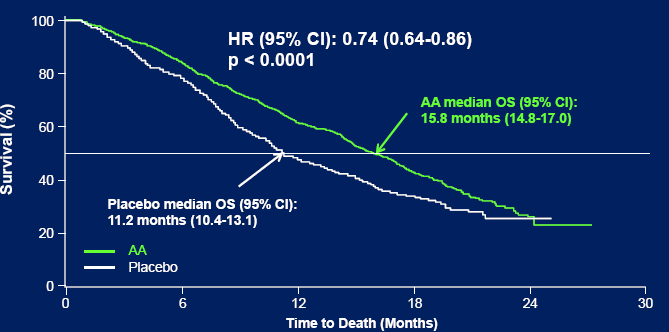 HR (95% CI): 0.74 (0.64-0.86)
p < 0.0001
AA median OS (95% CI):
15.8 months (14.8-17.0)
Placebo median OS (95% CI):
11.2 months (10.4-13.1)
AA
Placebo
Survival (%)
100
80
60
40
20
0
0 6 12 18 24 30
Time to Death (Months)